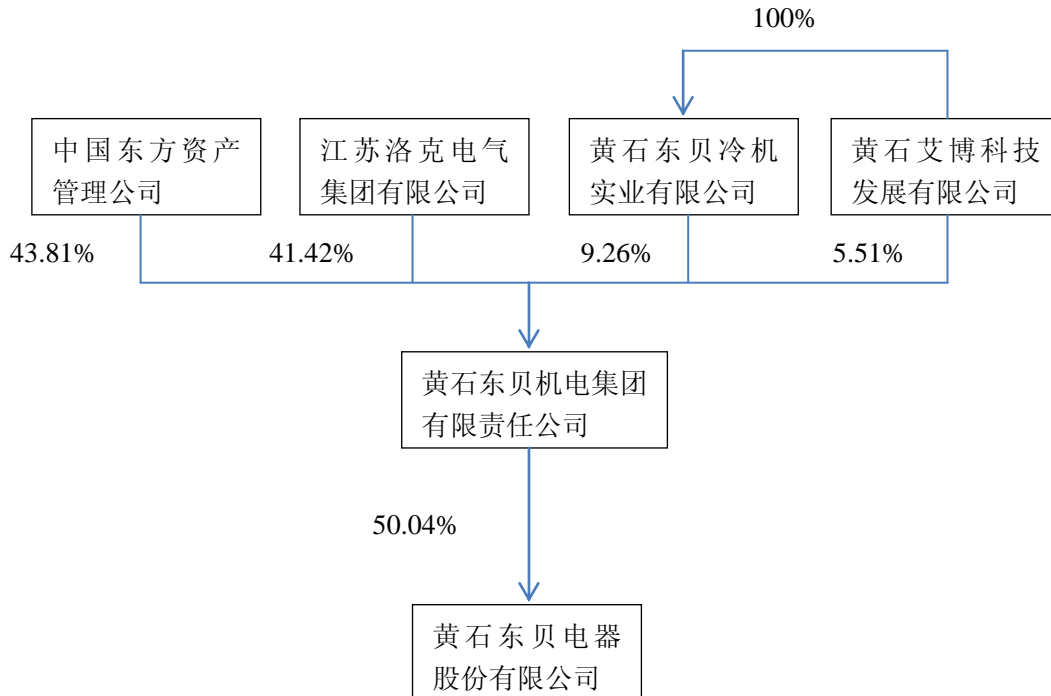 100%
中国东方资产
管理公司
江苏洛克电气
集团有限公司
黄石东贝冷机
实业有限公司
黄石艾博科技
发展有限公司
43.81%
41.42%
9.26%
5.51%
黄石东贝机电集团
有限责任公司
50.04%
黄石东贝电器
股份有限公司